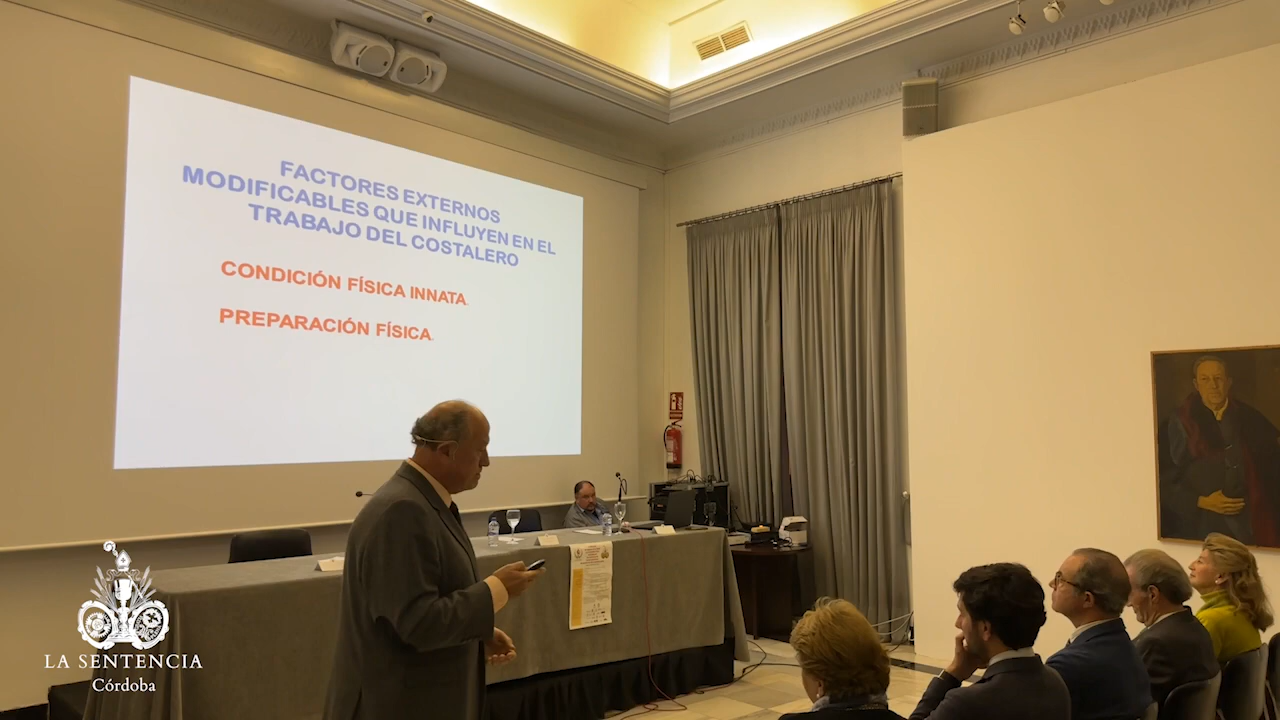 FACTORES EXTERNOS
MODIFICABLES QUE INFLUYEN EN EL
TRABAJO DEL COSTALERO
CONDICIÓN FÍSICA INNATA.
PREPARACIÓN FÍSICA.
LA SENTENCIA
Córdoba